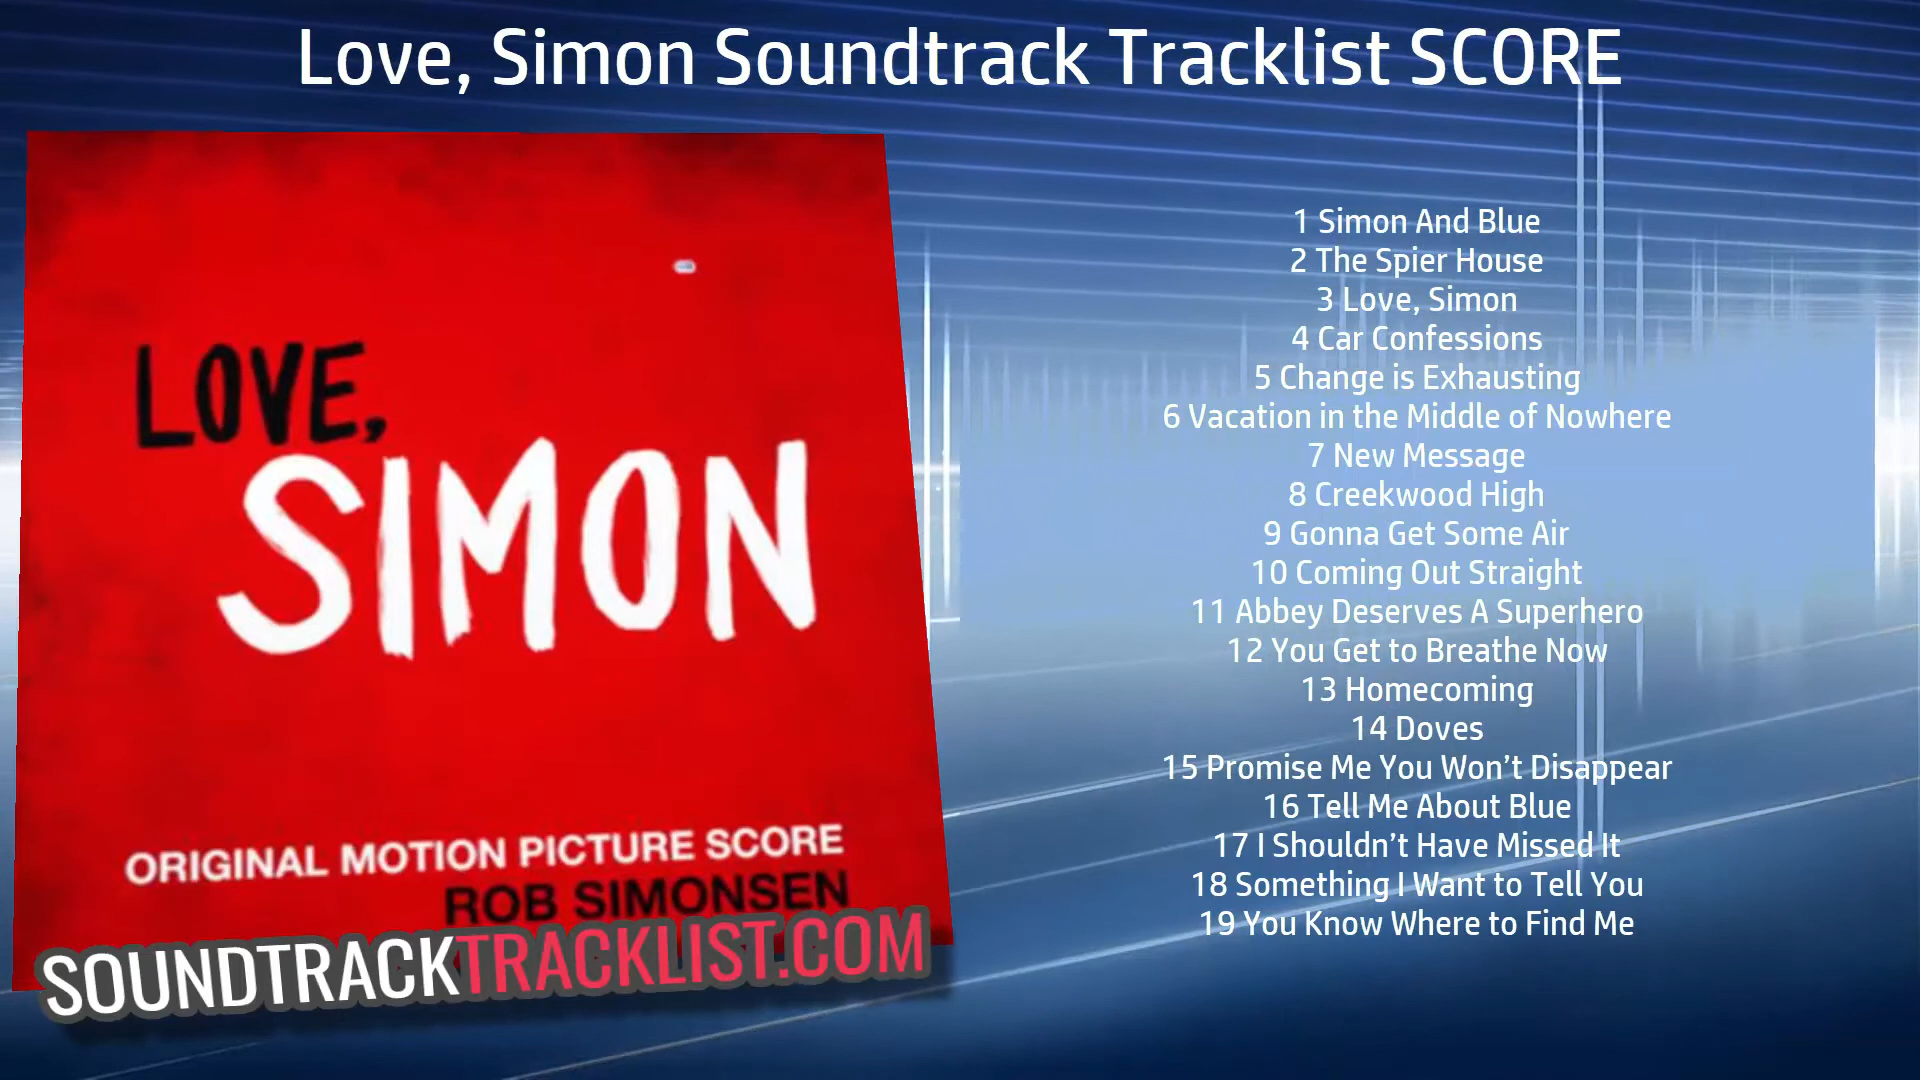 Love, Simon Soundtrack Tracklist SCORE
LOVE,
SIMON
ORIGINAL MOTION PICTURE SCORE
ROB SIMONSEN
SOUNDTRACKTRACKLIST.COM
1 Simon And Blue
2 The Spier House
3 Love, Simon
4 Car Confessions
5 Change is Exhausting
6 Vacation in the Middle of Nowhere
7 New Message
8 Creekwood High
9 Gonna Get Some Air
10 Coming Out Straight
11 Abbey Deserves A Superhero
12 You Get to Breathe Now
13 Homecoming
14 Doves
15 Promise Me You Won’t Disappear
16 Tell Me About Blue
17 I Shouldn’t Have Missed It
18 Something I Want to Tell You
19 You Know Where to Find Me